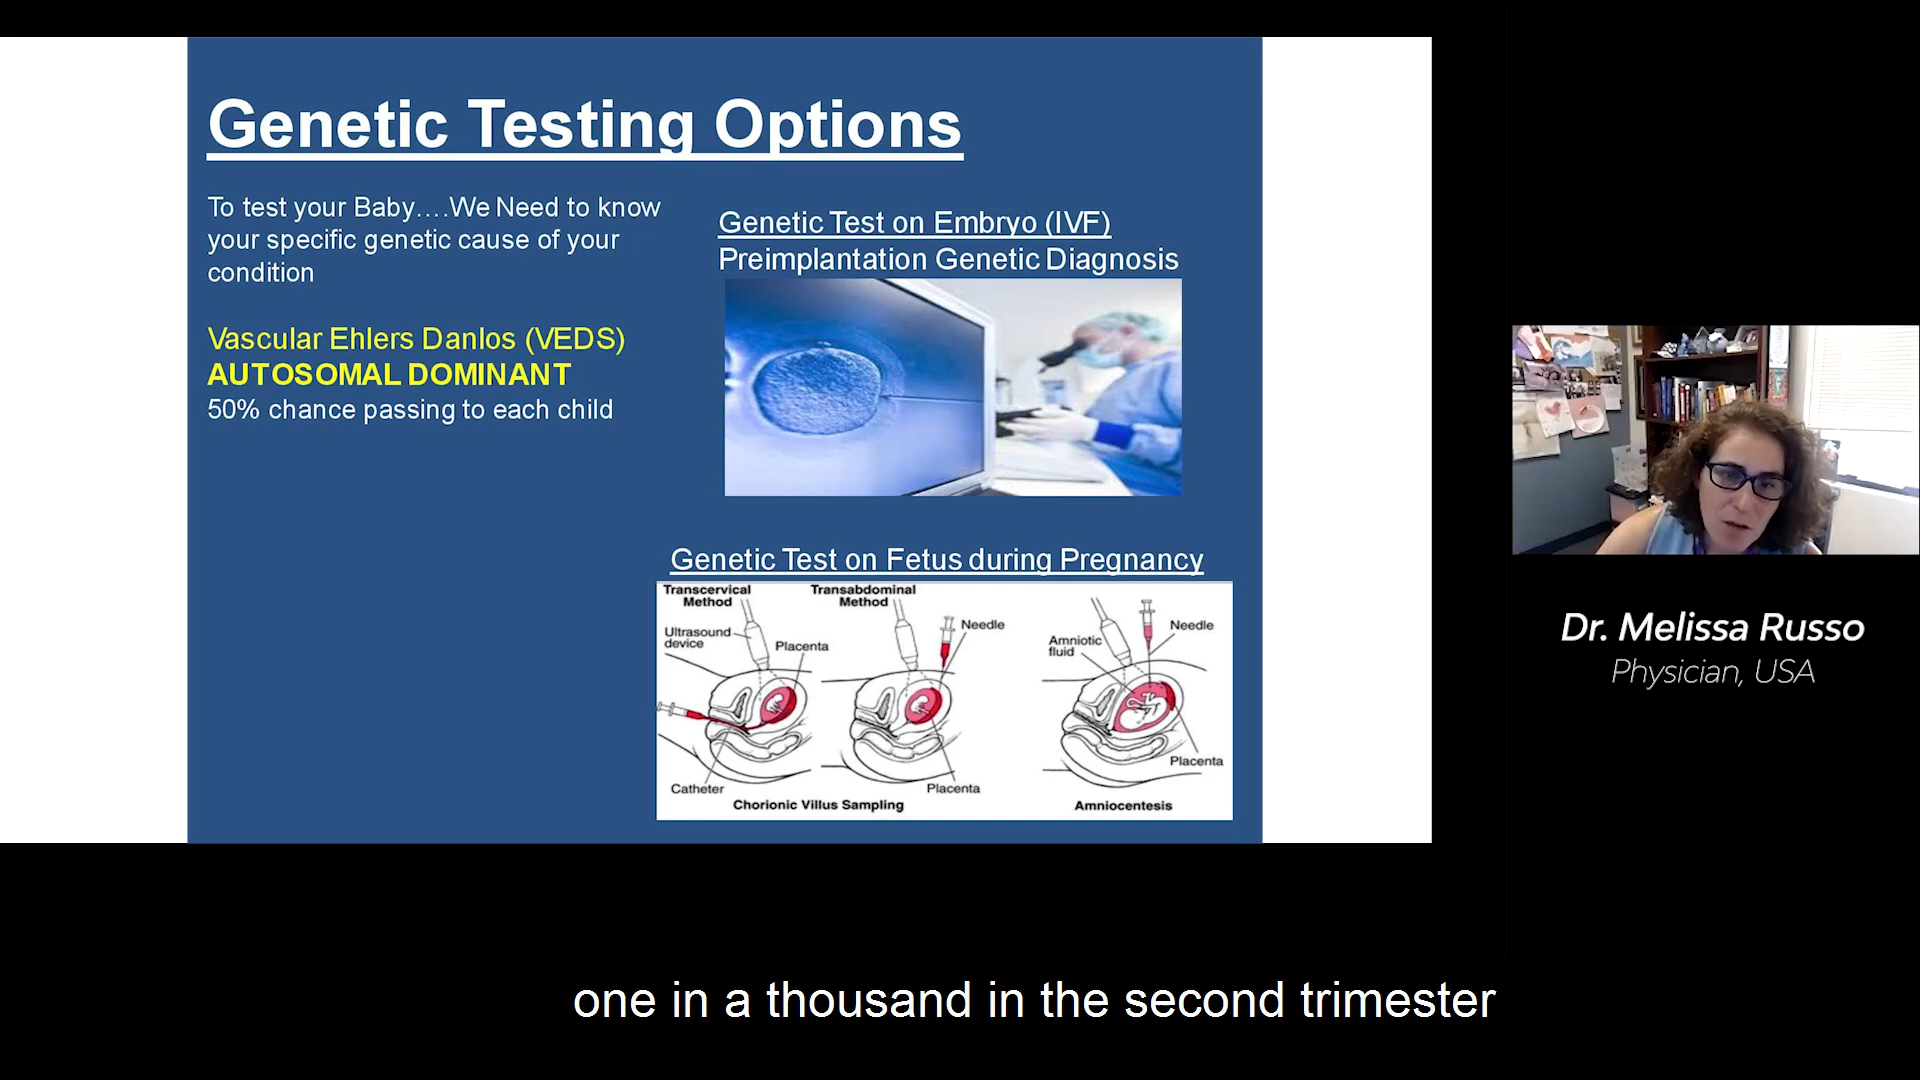 Genetic Testing Options
To test your Baby....We Need to know
your specific genetic cause of your
condition
Vascular Ehlers Danlos (VEDS)
AUTOSOMAL DOMINANT
50% chance passing to each child
Genetic Test on Embryo (IVF)
Preimplantation Genetic Diagnosis
Genetic Test on Fetus during Pregnancy
Transcervical
Method
Transabdominal
Method
Ultrasound
device
Placenta
Needle
Amniotic
fluid
Needle
Catheter
Placenta
Placenta
Chorionic Villus Sampling
Amniocentesis
Dr. Melissa Russo
Physician, USA
one in a thousand in the second trimester